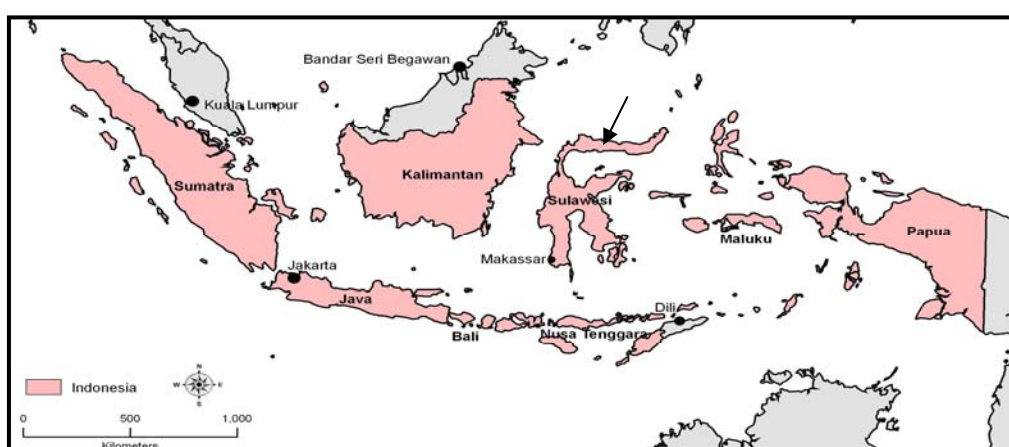 Bandar Seri Begawan
Kuala Lumpur
Kalimantan
Sumatra
Sulawesi
Papua
Maluku
Makassar
Jakarta
Java
Dili
Bali
Nusa Tenggara
N
W
E
S
Indonesia
0
500
1,000
Kilometers